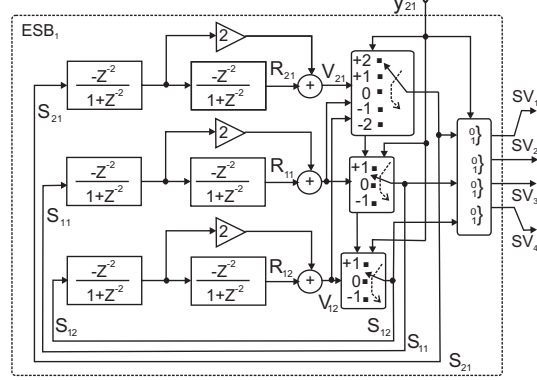 y21
ESB1
2
R21
V21
+2
+1
0
-1
-2
-Z-2
1+Z-2
-Z-2
1+Z-2
+
S21
SV1
0
1}
SV2
0
1}
SV3
0
1}
SV4
0
1}
2
R11
+1
0
-1
-Z-2
1+Z-2
-Z-2
1+Z-2
+
S11
2
R12
V12
+1
0
-1
-Z-2
1+Z-2
-Z-2
1+Z-2
+
S12
S12
S11
S21